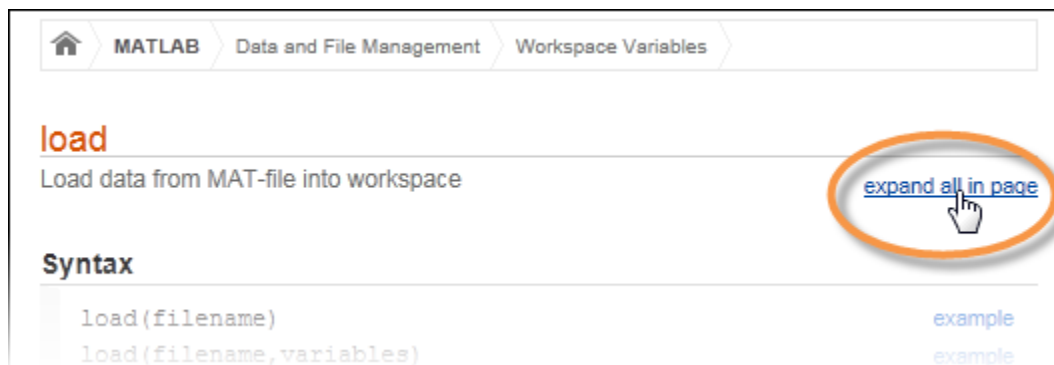 MATLAB Data and File Management Workspace Variables
load
Load data from MAT-file into workspace
expand all in page
Syntax
load(filename) example
load(filename,variables) example